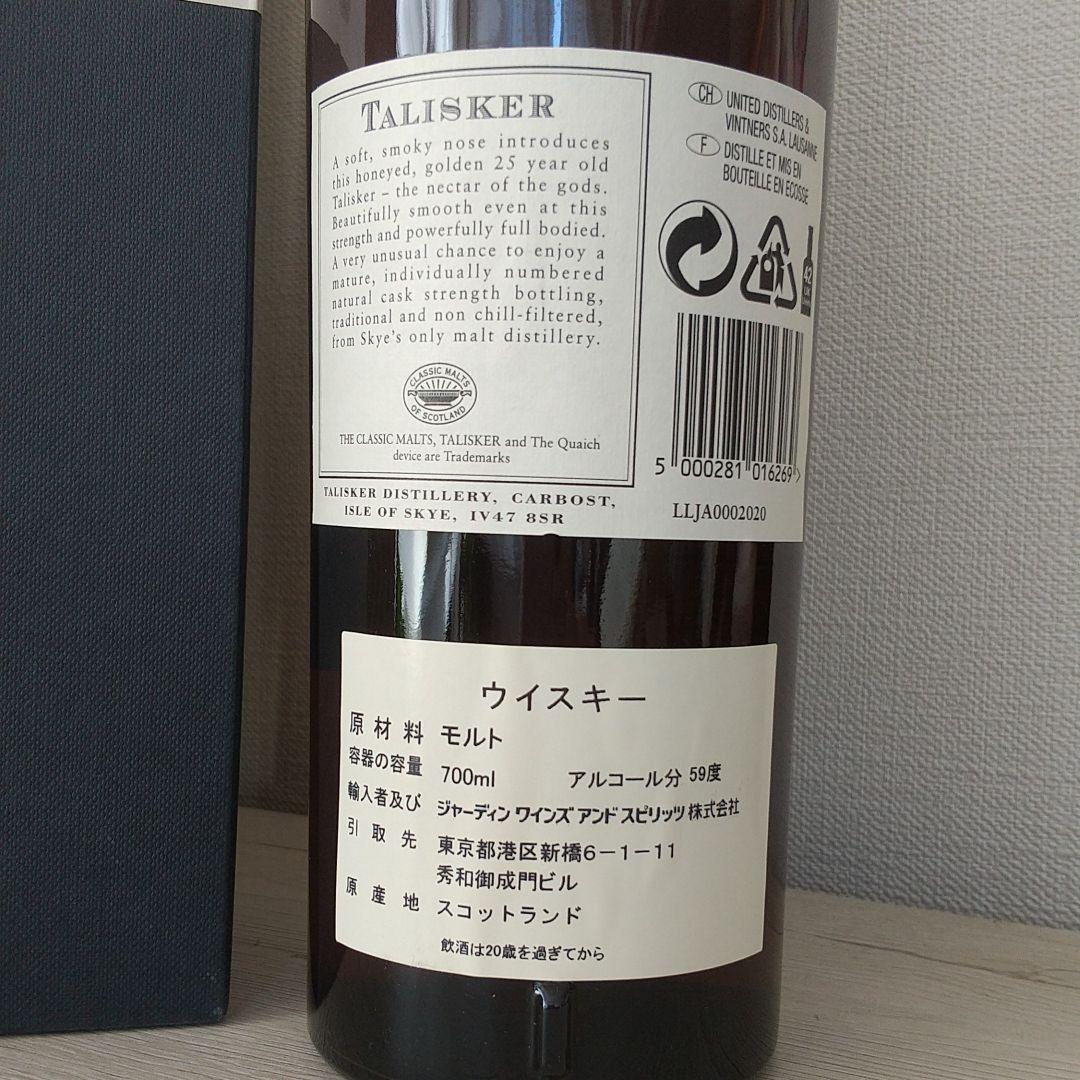 TALISKER
A soft, smoky nose introduces
this honeyed, golden 25 year old
Talisker – the nectar of the gods.
Beautifully smooth even at this
strength and powerfully full bodied.
A very unusual chance to enjoy a
mature, individually numbered
natural cask strength bottling,
traditional and non chill-filtered,
from Skye's only malt distillery.
CLASSIC MALTS
OF SCOTLAND
THE CLASSIC MALTS, TALISKER and The Quaich
device are Trademarks
TALISKER DISTILLERY, CARBOST,
ISLE OF SKYE, IV47 8SR
CH UNITED DISTILLERS &
VINTNERS S.A. LAUSANNE
F DISTILLE ET MIS EN
BOUTEILLE EN ECOSSE
42
UK
5 000281 016269 >
LLJA0002020
ウイスキー
原材料 モルト
容器の容量 700ml アルコール分 59度
輸入者及び ジャーディン ワインズ アンド スピリッツ 株式会社
引取先 東京都港区新橋6－1－11
秀和御成門ビル
原産地 スコットランド
飲酒は20歳を過ぎてから